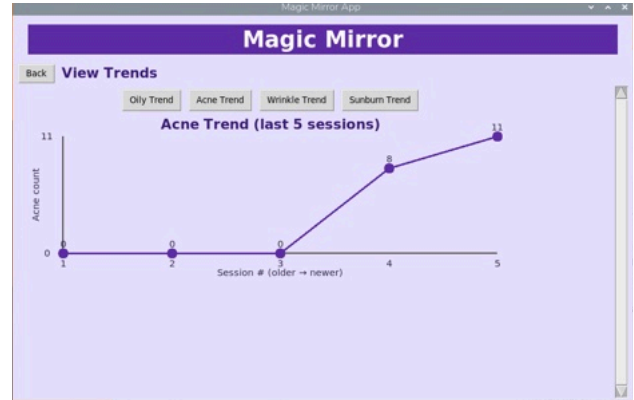 Magic Mirror App
Magic Mirror
Back View Trends
Oily Trend Acne Trend Wrinkle Trend Sunburn Trend
Acne Trend (last 5 sessions)
11
Acne count
0
0 0 0 8 11
1 2 3 4 5
Session # (older → newer)